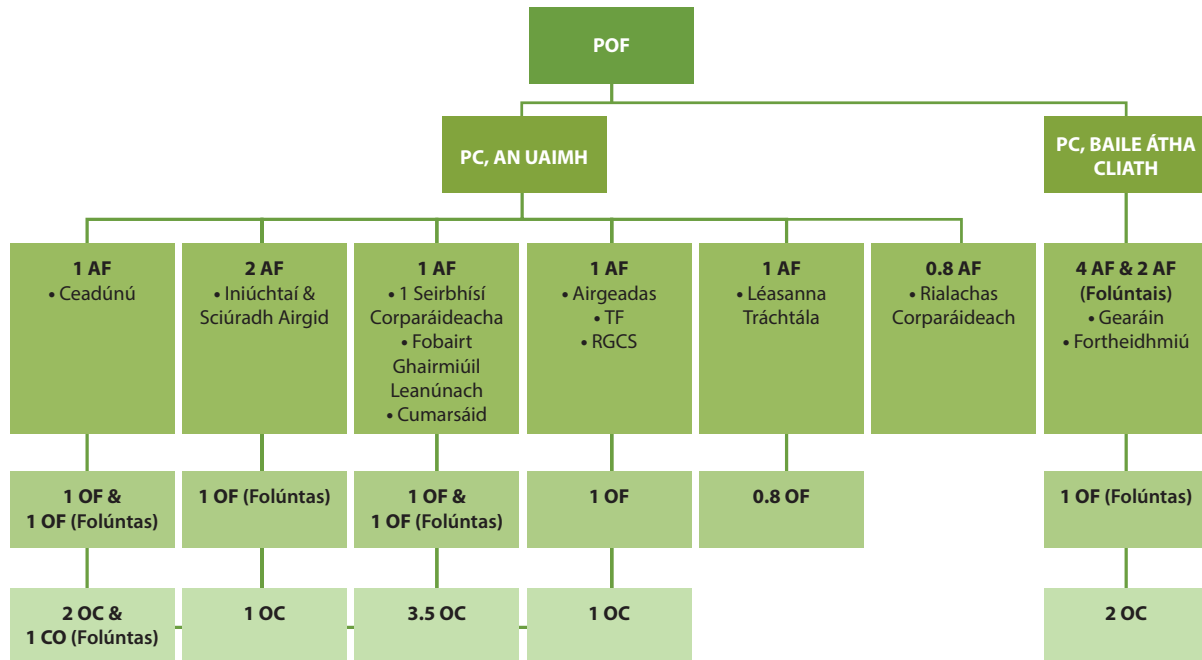 POF
PC, AN UAIMH
PC, BAILE ÁTHA
CLIATH
1 AF
• Ceadúnú
2 AF
• Iniúchtaí &
Sciúradh Airgid
1 AF
• 1 Seirbhísí
Corparáideacha
• Fobairt
Ghairmiúil
Leanúnach
• Cumarsáid
1 AF
• Airgeadas
• TF
• RGCS
1 AF
• Léasanna
Tráchtála
0.8 AF
• Rialachas
Corparáideach
4 AF & 2 AF
(Folúntais)
• Gearáin
• Fortheidhmiú
1 OF &
1 OF (Folúntas)
1 OF (Folúntas)
1 OF &
1 OF (Folúntas)
1 OF
0.8 OF
1 OF (Folúntas)
2 OC &
1 CO (Folúntas)
1 OC
3.5 OC
1 OC
2 OC